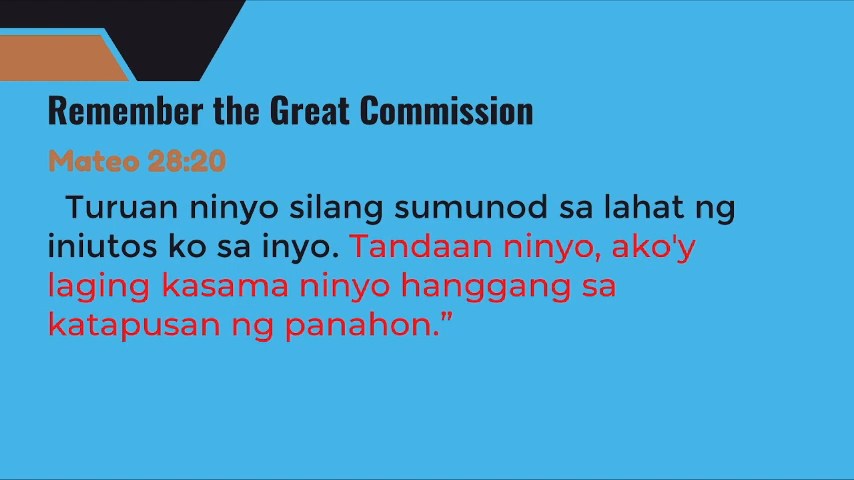 Remember the Great Commission
Mateo 28:20
Turuan ninyo silang sumunod sa lahat ng
iniutos ko sa inyo. Tandaan ninyo, ako'y
laging kasama ninyo hanggang sa
katapusan ng panahon.”